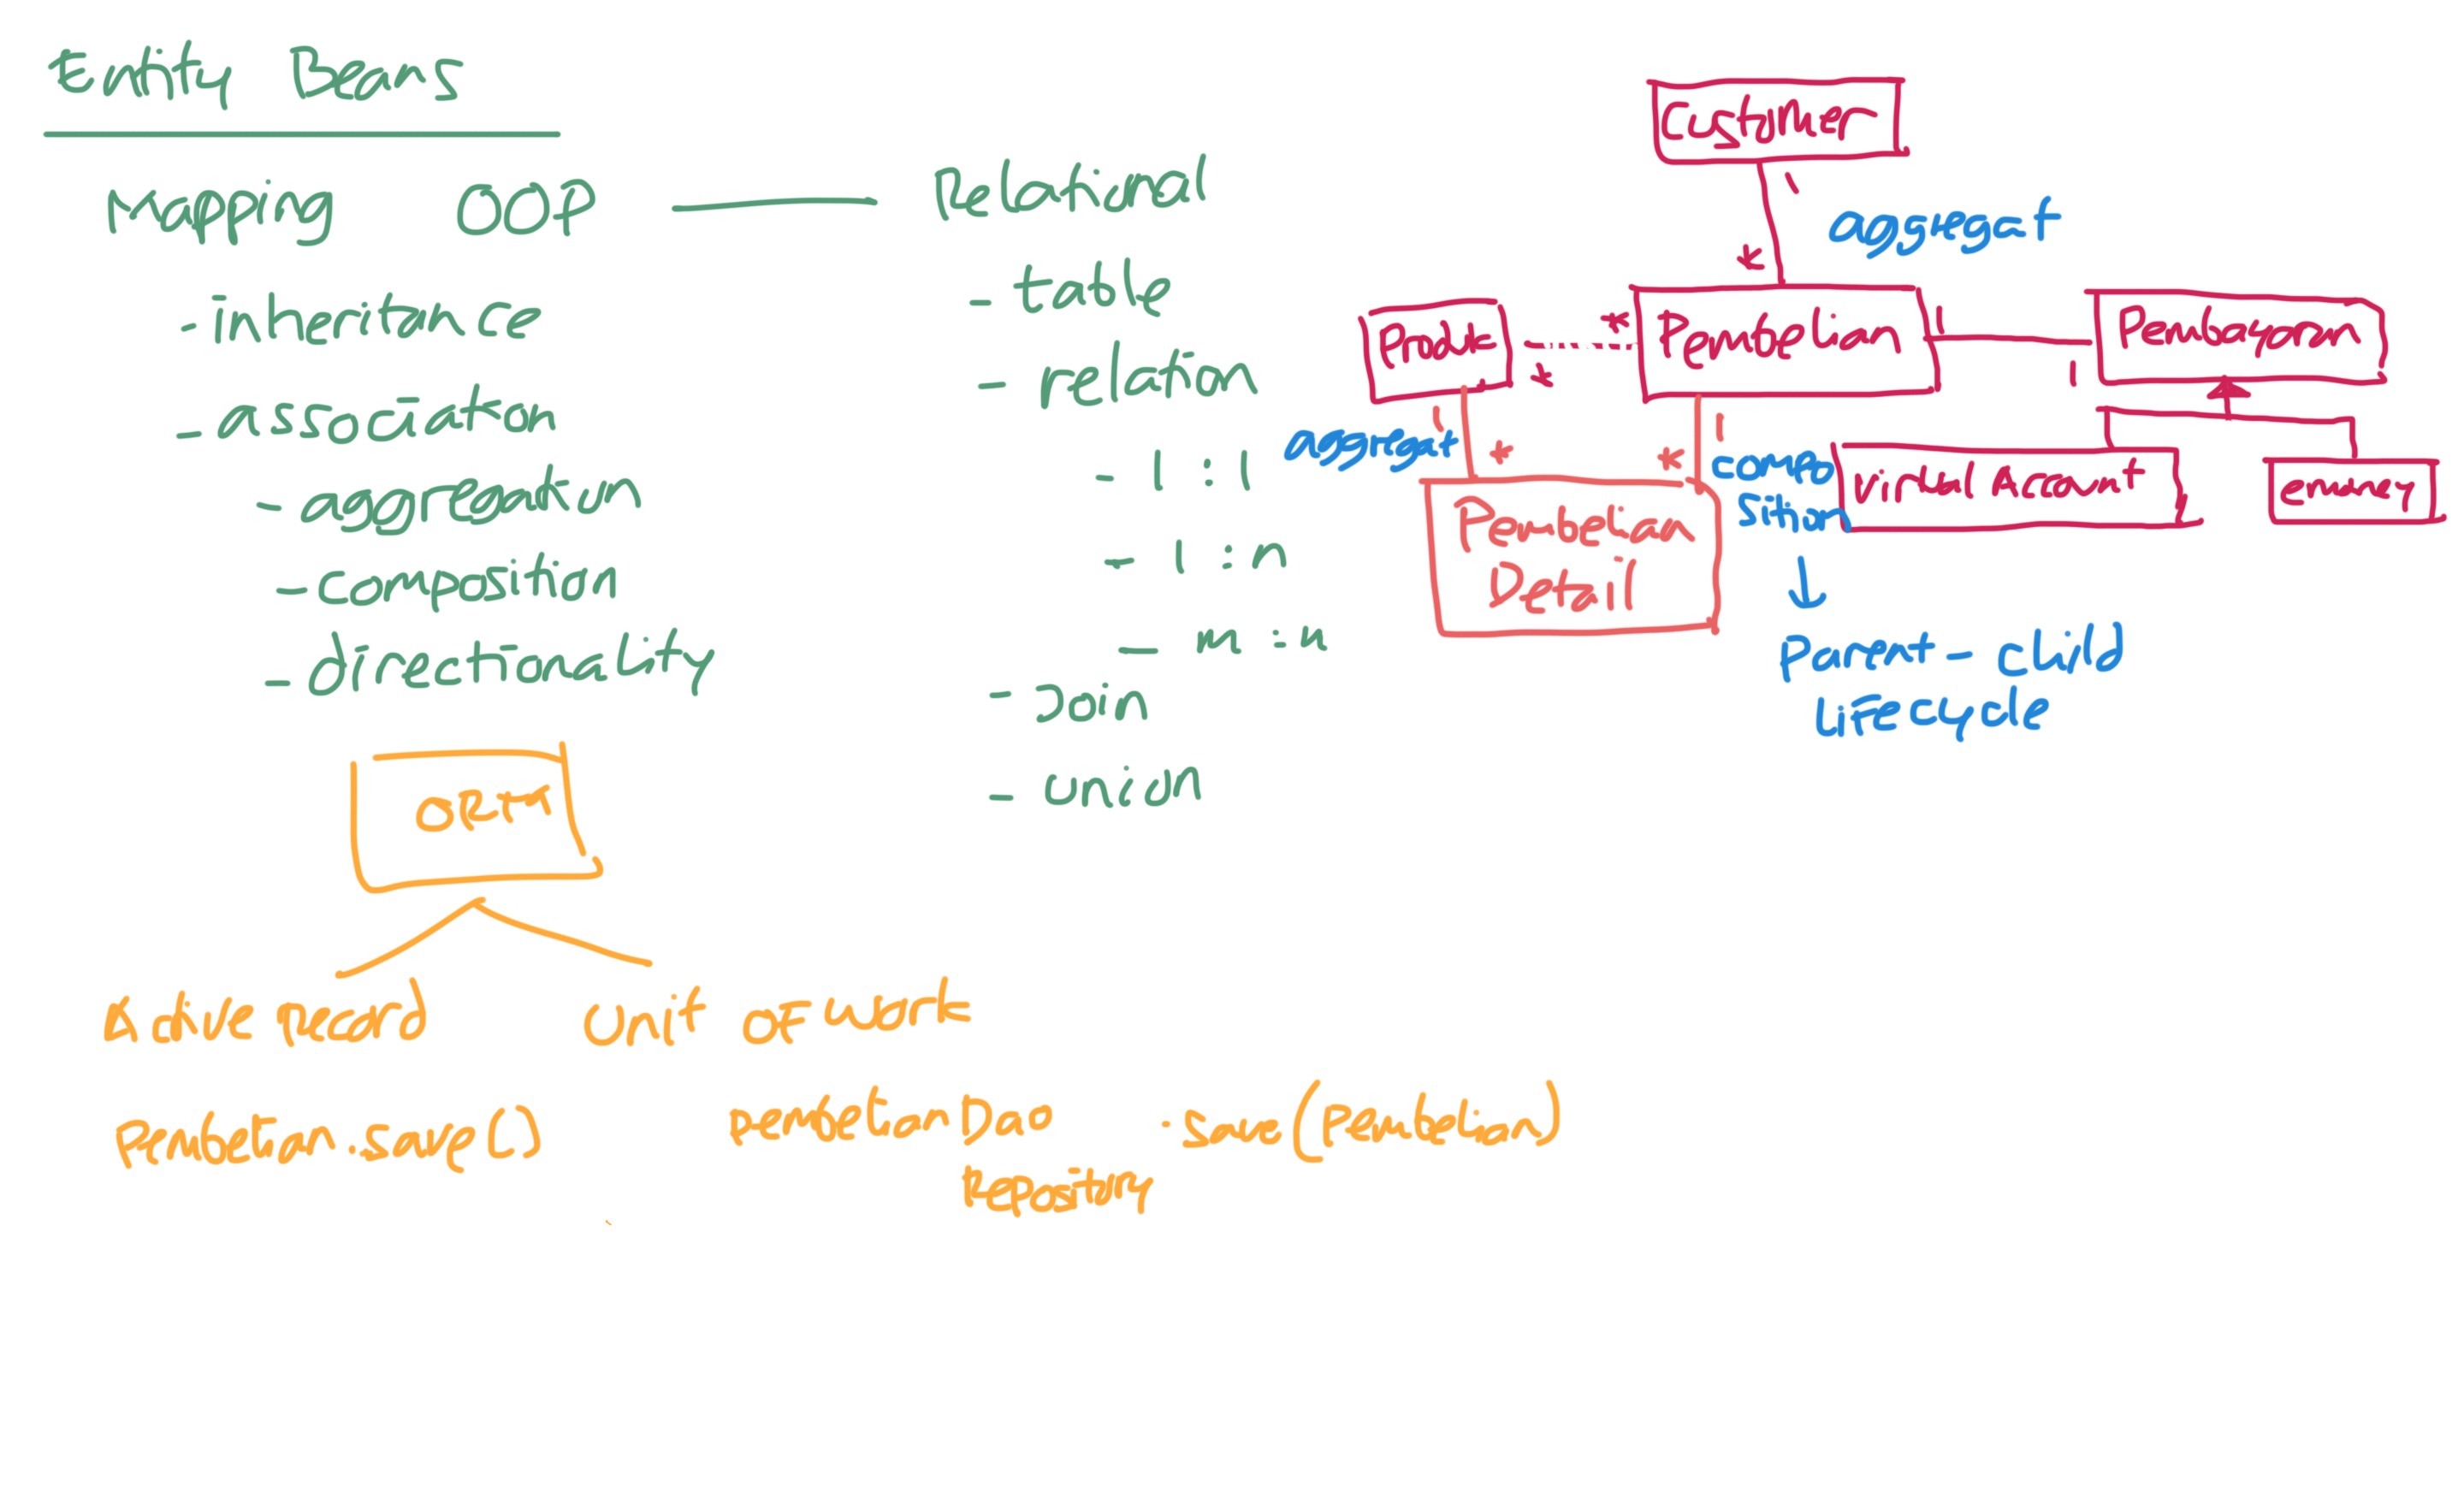 Entity Beans
Mapping OOP Relational
- inheritance
- association
- aggregation
- composition
- directionality
- table
- relation
- 1 : 1
- 1 : n
- m : n
- Join
- union
Customer
1
*
aggregat
Produk
*
*
Pembelian
1
1
Pembayaran
Virtual Account
emoney
aggregat
1
*
*
1
compo
sition
Pembelian
Detail
Parent - child
Lifecycle
ORM
Active Record
Unit OF Work
Pembelian.save()
PembelianDao .save(Pembelian)
Repository